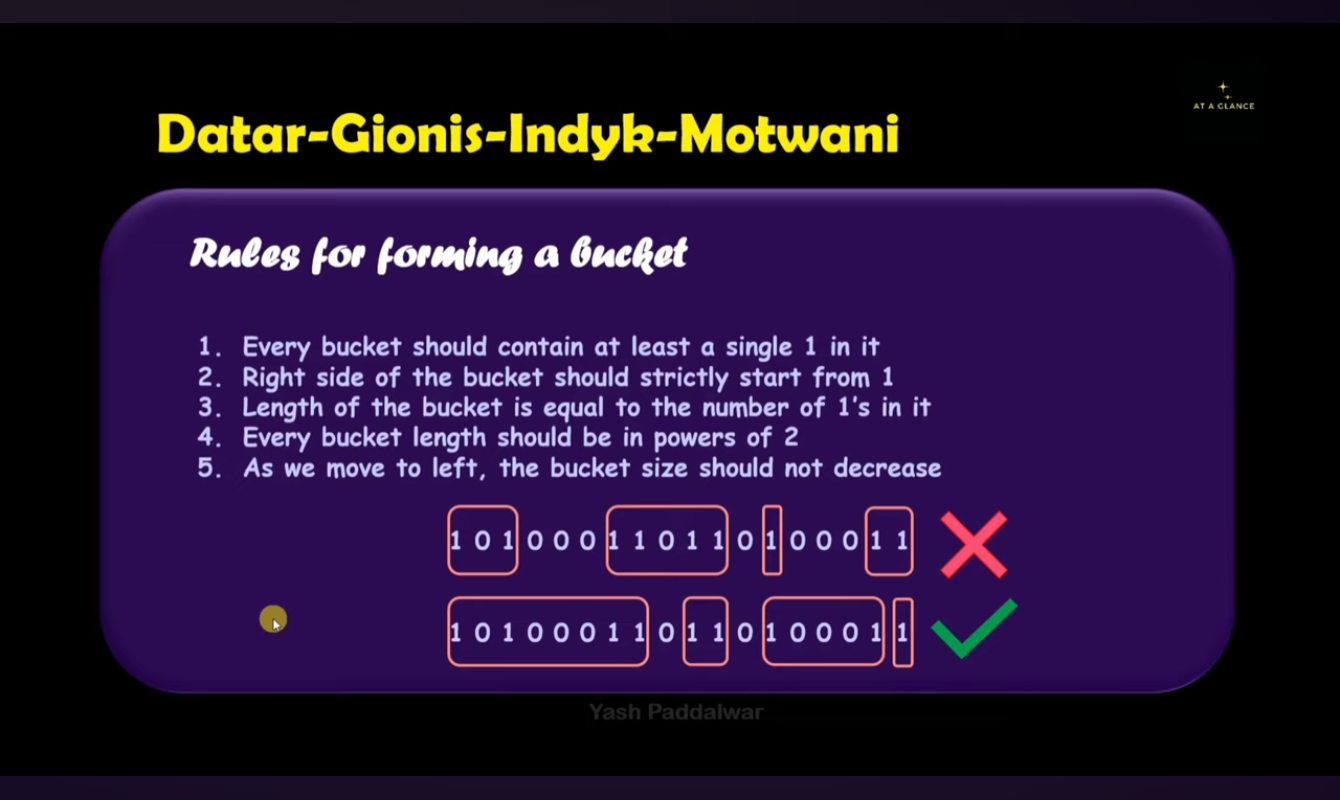 AT A GLANCE
Datar-Gionis-Indyk-Motwani
Rules for forming a bucket
1. Every bucket should contain at least a single 1 in it
2. Right side of the bucket should strictly start from 1
3. Length of the bucket is equal to the number of 1's in it
4. Every bucket length should be in powers of 2
5. As we move to left, the bucket size should not decrease
1 0 1 0 0 0 1 1 0 1 1 0 1 0 0 0 1 1
1 0 1 0 0 0 1 1 0 1 1 0 1 0 0 0 1 1
Yash Paddalwar